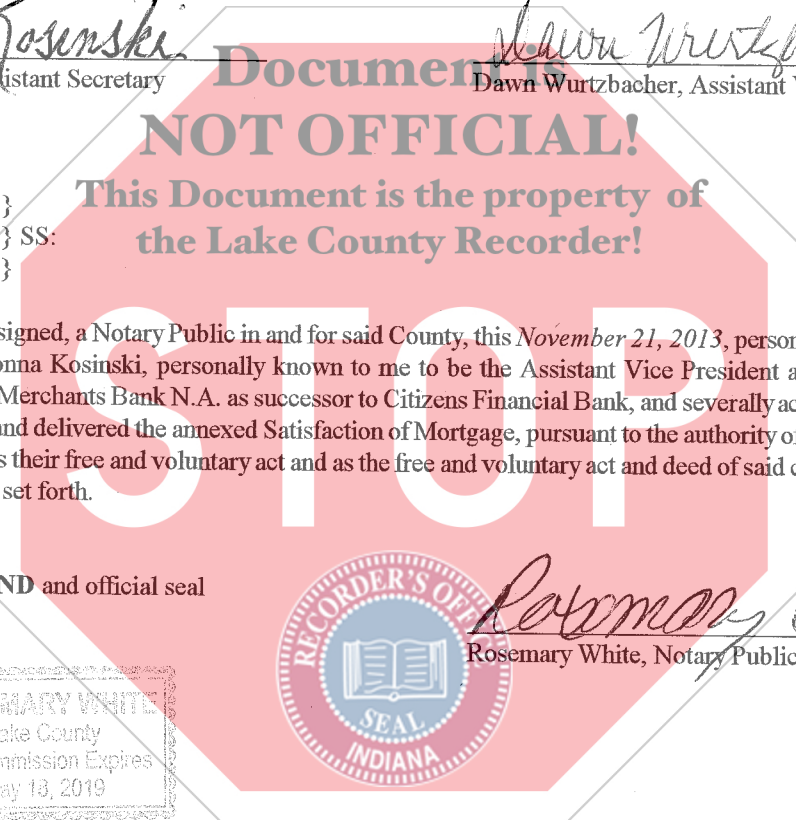 Kosinski
Dawn Wurtzba
istant Secretary
Dawn Wurtzbacher, Assistant V
Document is
NOT OFFICIAL!
This Document is the property of
the Lake County Recorder!
}
} SS:
}
STOP
signed, a Notary Public in and for said County, this November 21, 2013, person
onna Kosinski, personally known to me to be the Assistant Vice President a
Merchants Bank N.A. as successor to Citizens Financial Bank, and severally ac
and delivered the annexed Satisfaction of Mortgage, pursuant to the authority o
s their free and voluntary act and as the free and voluntary act and deed of said c
set forth.
ND and official seal
Rosemary
Rosemary White, Notary Public
RECORDER'S OFFICE
SEAL
INDIANA
MARY WHITE
ake County
mmission Expires
ay 18, 2019